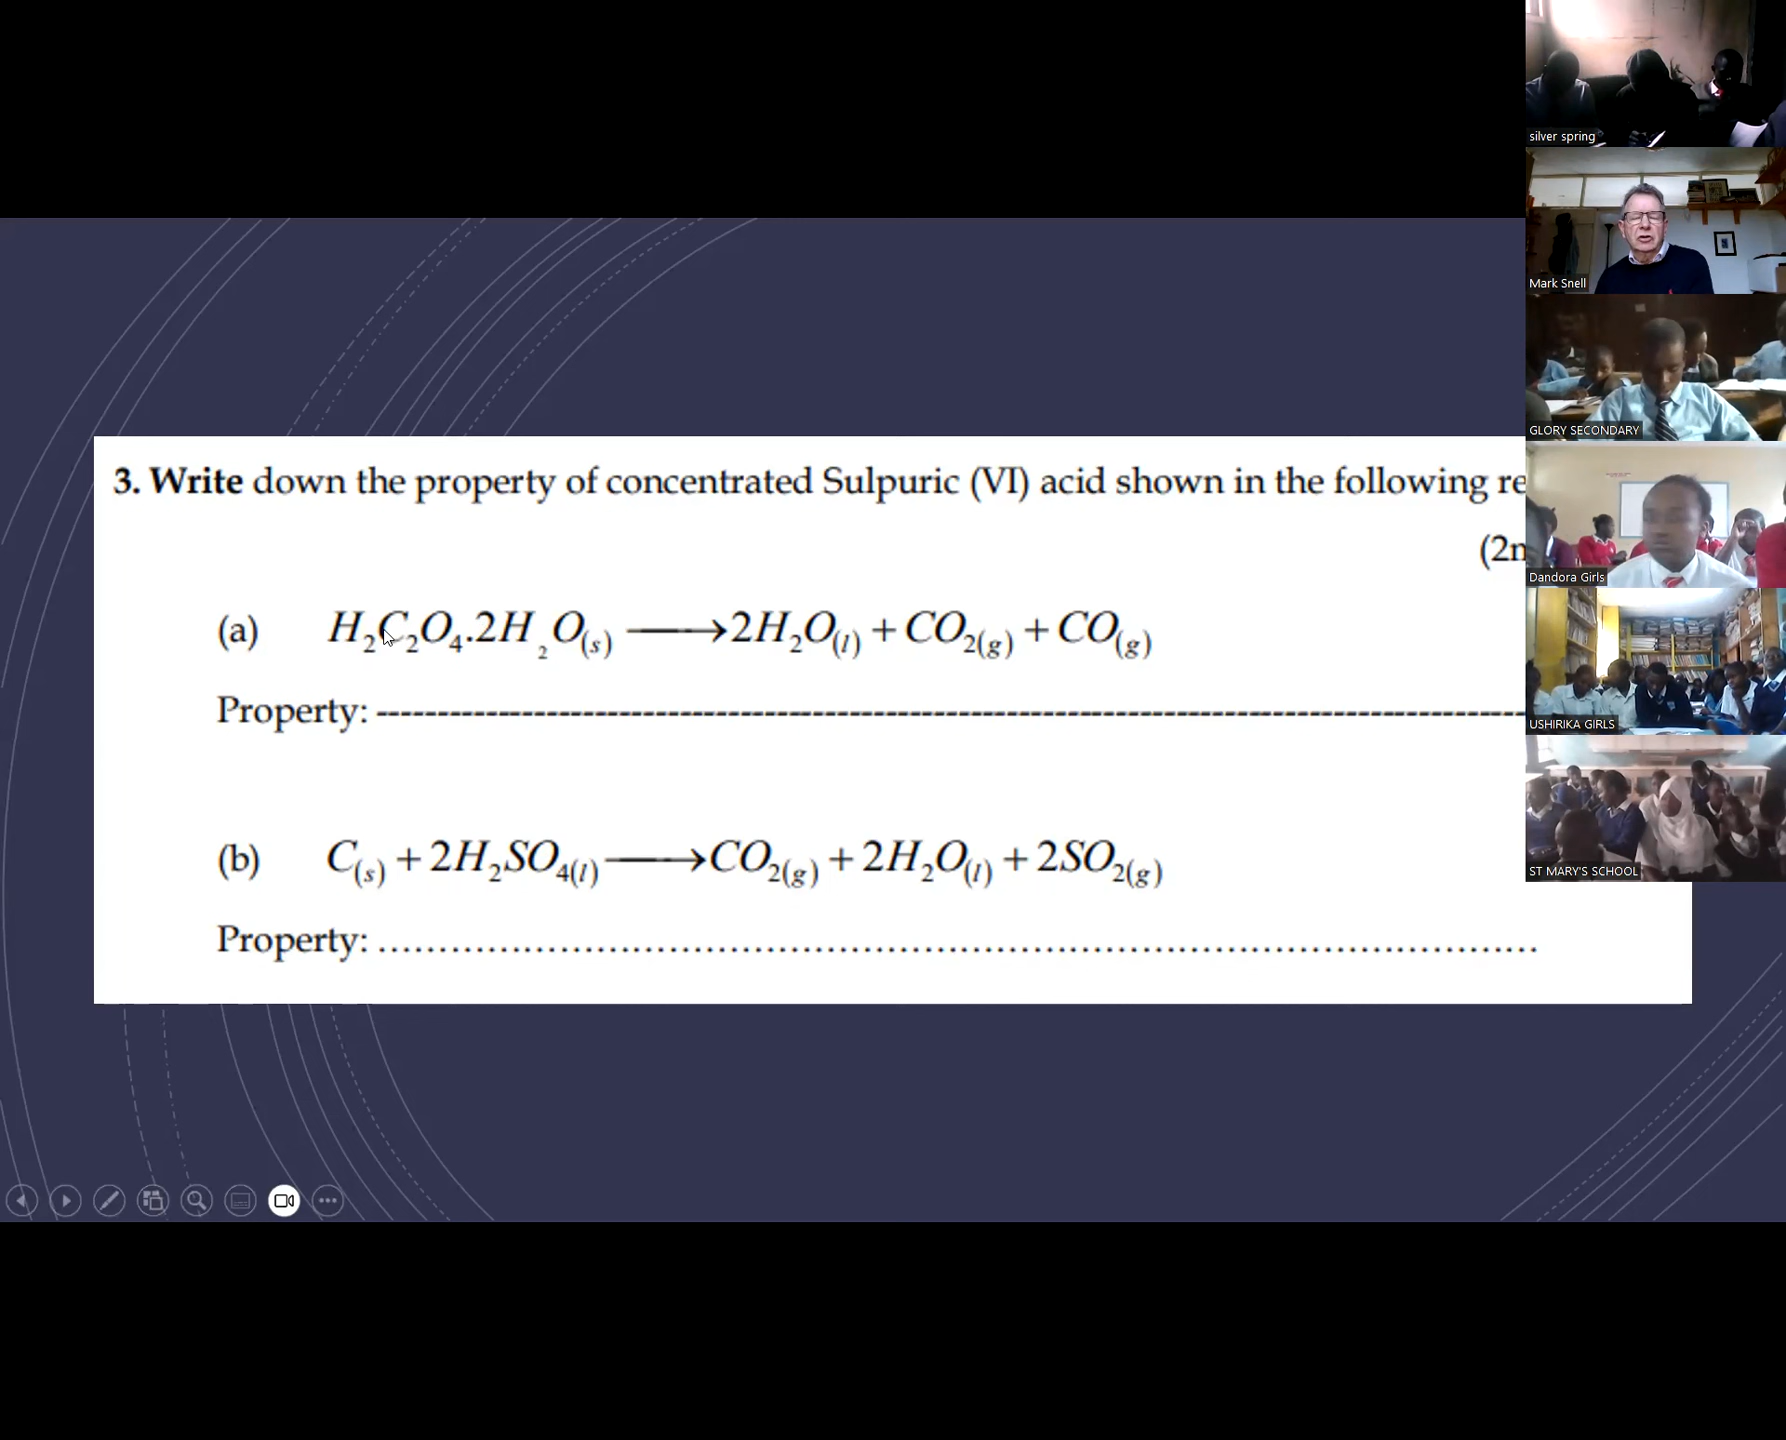 silver spring
Mark Snell
GLORY SECONDARY
Dandora Girls
USHIRIKA GIRLS
ST MARY'S SCHOOL
3. Write down the property of concentrated Sulpuric (VI) acid shown in the following re
(2n
(a) H₂C₂O₄.2H₂O(s) ⟶ 2H₂O(l) + CO₂(g) + CO(g)
Property: ------------------------------------------------------------
(b) C(s) + 2H₂SO₄(l) ⟶ CO₂(g) + 2H₂O(l) + 2SO₂(g)
Property: ............................................................